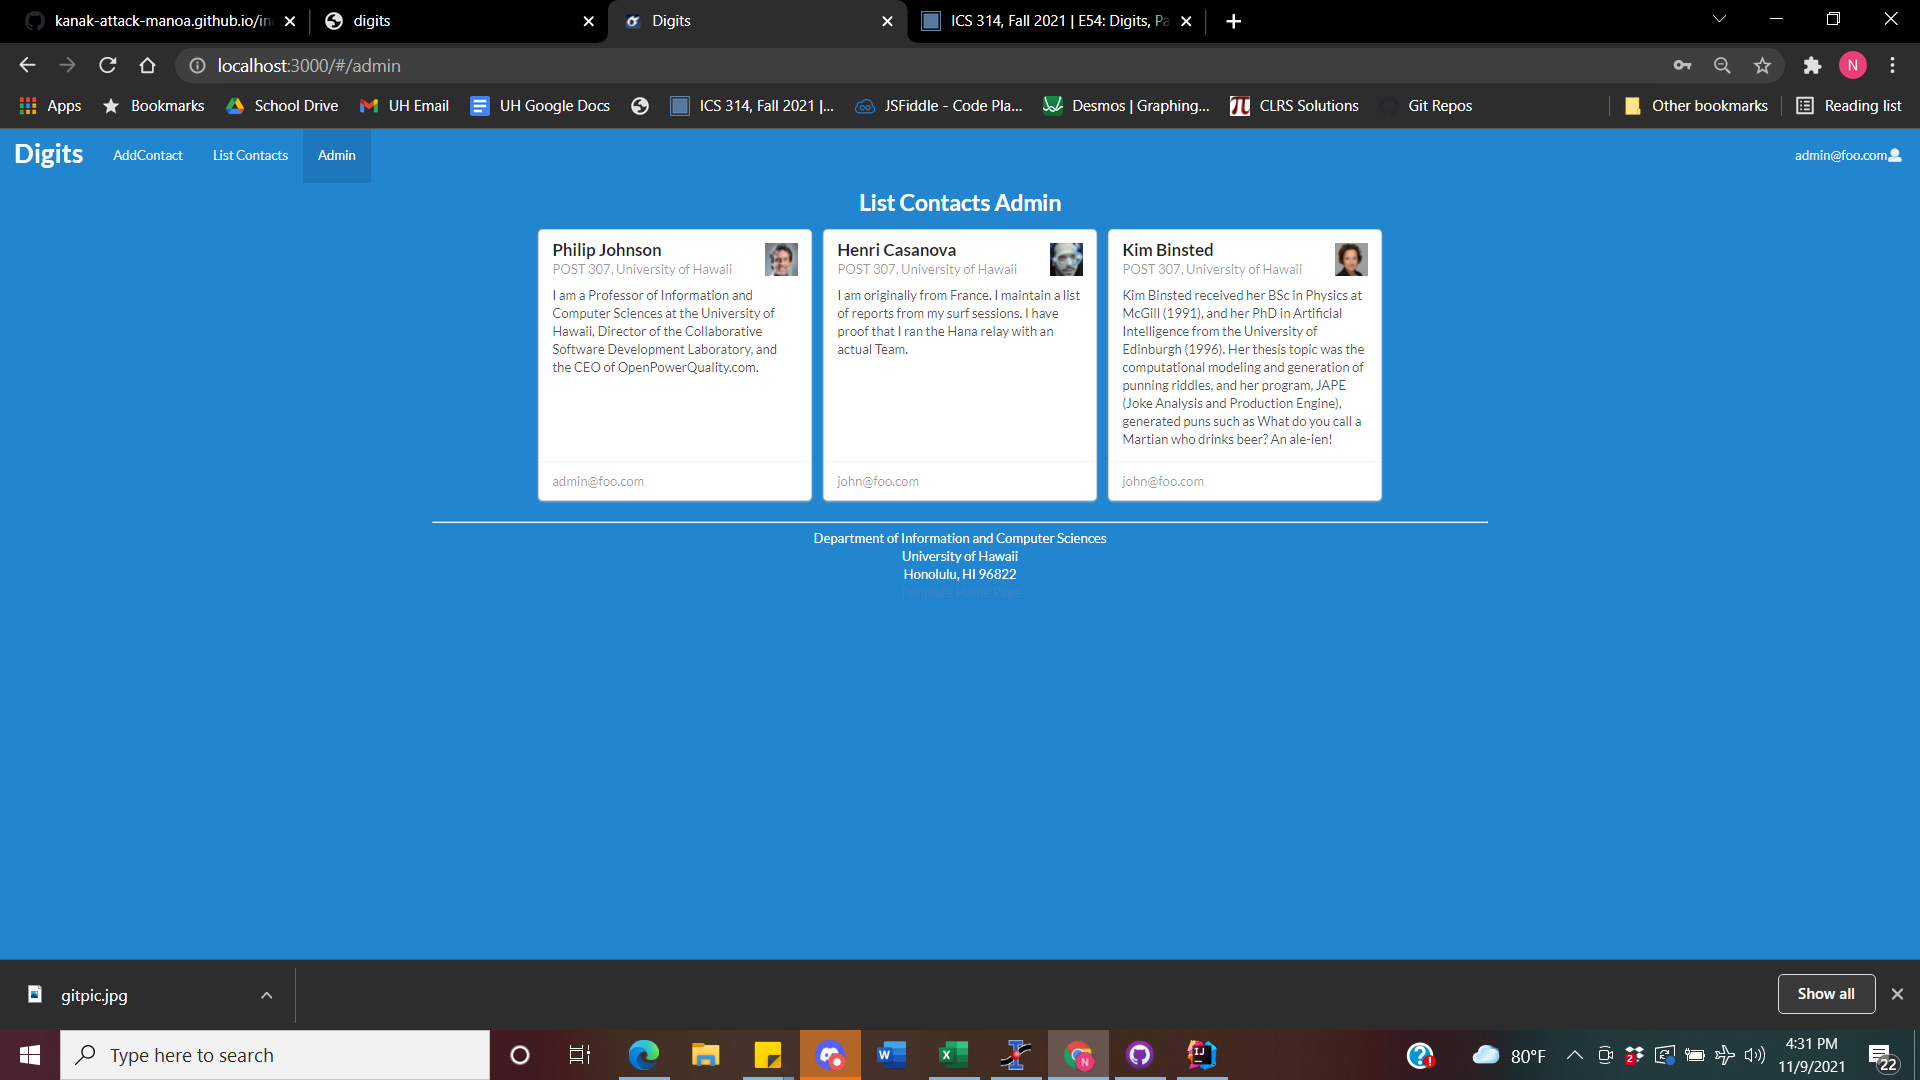 kanak-attack-manoa.github.io/in
digits
Digits
ICS 314, Fall 2021 | E54: Digits, Pa
localhost:3000/#/admin
N
Apps
Bookmarks
School Drive
UH Email
UH Google Docs
ICS 314, Fall 2021 |...
JSFiddle - Code Pla...
Desmos | Graphing...
CLRS Solutions
Git Repos
Other bookmarks
Reading list
Digits
AddContact
List Contacts
Admin
admin@foo.com
List Contacts Admin
Philip Johnson
POST 307, University of Hawaii
I am a Professor of Information and
Computer Sciences at the University of
Hawaii, Director of the Collaborative
Software Development Laboratory, and
the CEO of OpenPowerQuality.com.
admin@foo.com
Henri Casanova
POST 307, University of Hawaii
I am originally from France. I maintain a list
of reports from my surf sessions. I have
proof that I ran the Hana relay with an
actual Team.
john@foo.com
Kim Binsted
POST 307, University of Hawaii
Kim Binsted received her BSc in Physics at
McGill (1991), and her PhD in Artificial
Intelligence from the University of
Edinburgh (1996). Her thesis topic was the
computational modeling and generation of
punning riddles, and her program, JAPE
(Joke Analysis and Production Engine),
generated puns such as What do you call a
Martian who drinks beer? An ale-ien!
john@foo.com
Department of Information and Computer Sciences
University of Hawaii
Honolulu, HI 96822
Template Home Page
gitpic.jpg
Show all
Type here to search
80°F
4:31 PM
11/9/2021
22